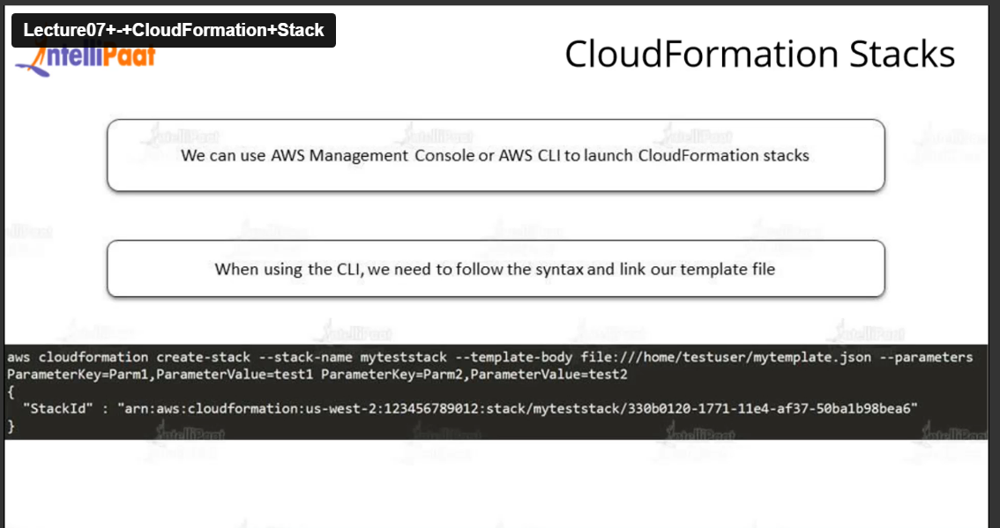 Lecture07+-+CloudFormation+Stack
IntelliPaat
CloudFormation Stacks
We can use AWS Management Console or AWS CLI to launch CloudFormation stacks
When using the CLI, we need to follow the syntax and link our template file
aws cloudformation create-stack --stack-name myteststack --template-body file:///home/testuser/mytemplate.json --parameters
ParameterKey=Parm1,ParameterValue=test1 ParameterKey=Parm2,ParameterValue=test2
{
"StackId" : "arn:aws:cloudformation:us-west-2:123456789012:stack/myteststack/330b0120-1771-11e4-af37-50ba1b98bea6"
}